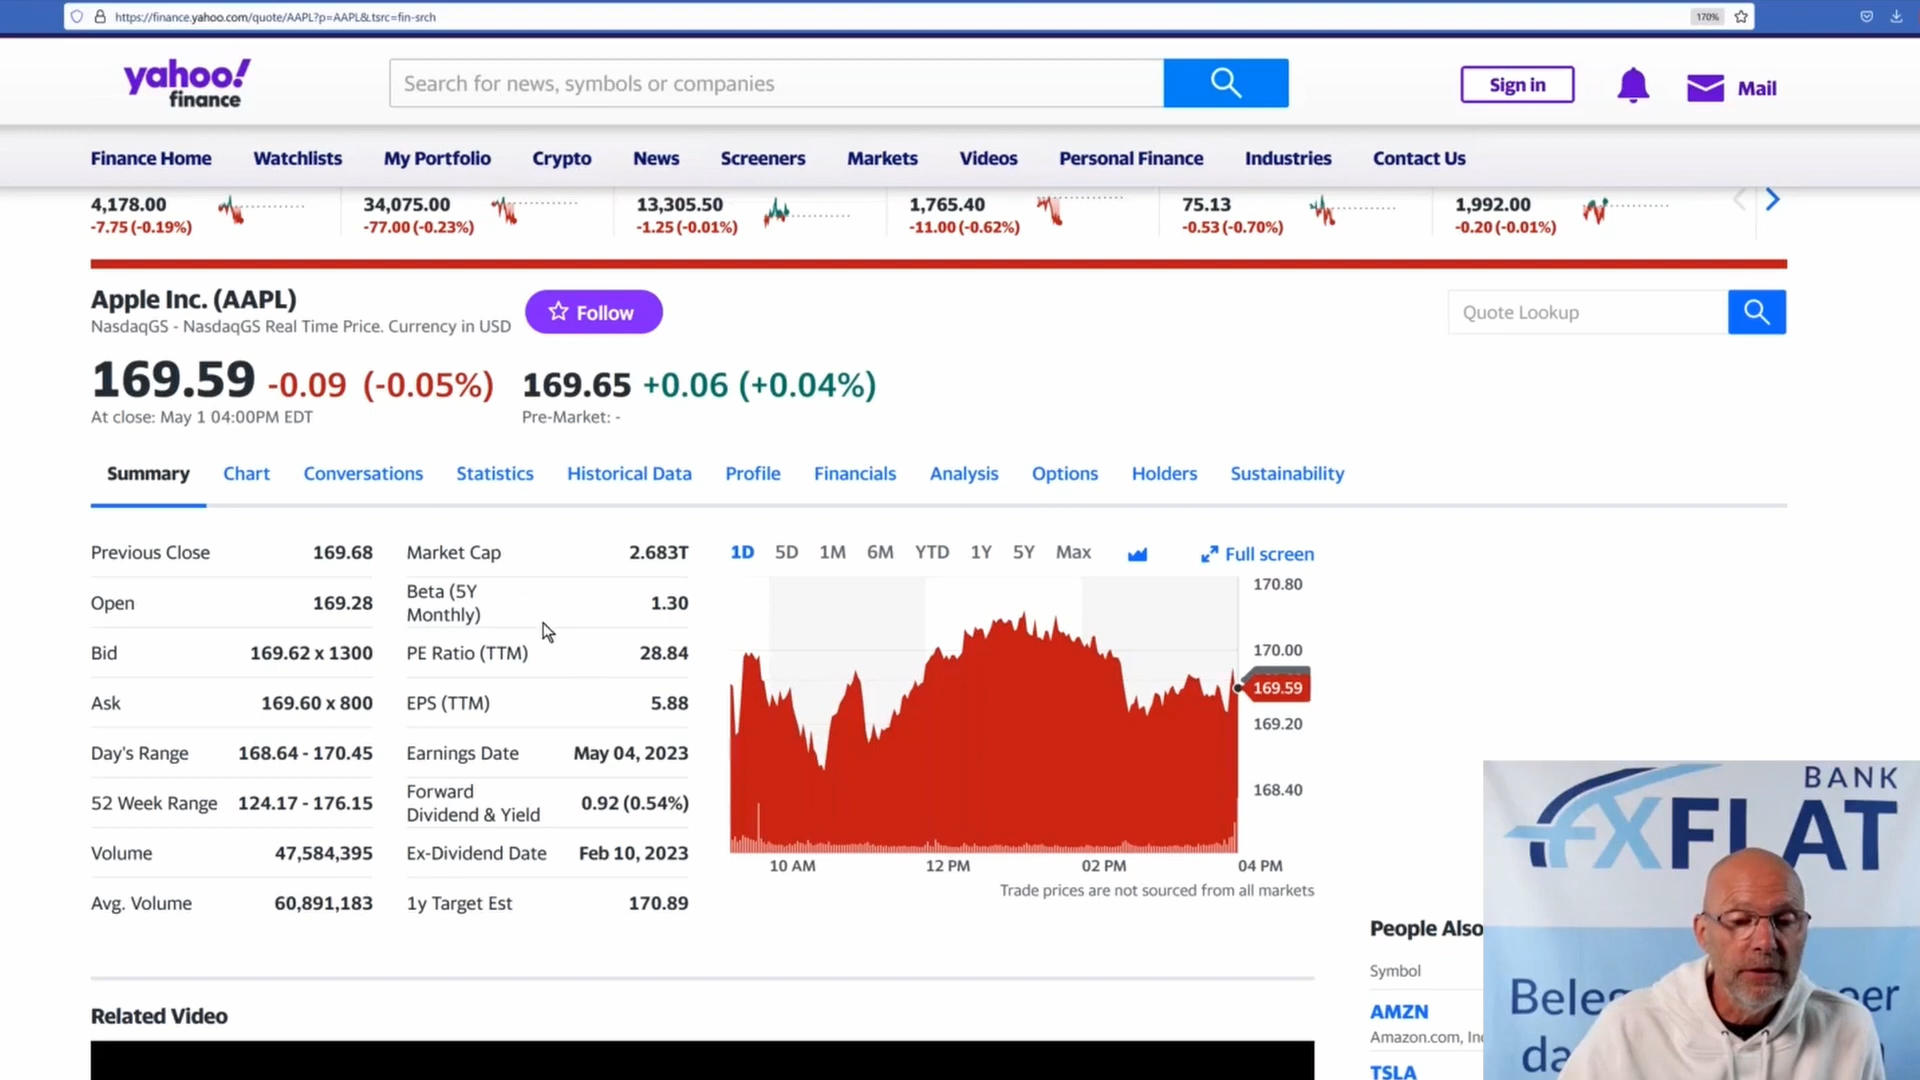 https://finance.yahoo.com/quote/AAPL?p=AAPL&.tsrc=fin-srch
170%
yahoo!
finance
Search for news, symbols or companies
Sign in
Mail
Finance Home Watchlists My Portfolio Crypto News Screeners Markets Videos Personal Finance Industries Contact Us
4,178.00 34,075.00 13,305.50 1,765.40 75.13 1,992.00
-7.75 (-0.19%) -77.00 (-0.23%) -1.25 (-0.01%) -11.00 (-0.62%) -0.53 (-0.70%) -0.20 (-0.01%)
Apple Inc. (AAPL)
NasdaqGS - NasdaqGS Real Time Price. Currency in USD
Follow
Quote Lookup
169.59 -0.09 (-0.05%) 169.65 +0.06 (+0.04%)
At close: May 1 04:00PM EDT Pre-Market: -
Summary Chart Conversations Statistics Historical Data Profile Financials Analysis Options Holders Sustainability
Previous Close 169.68
Open 169.28
Bid 169.62 x 1300
Ask 169.60 x 800
Day's Range 168.64 - 170.45
52 Week Range 124.17 - 176.15
Volume 47,584,395
Avg. Volume 60,891,183
Market Cap 2.683T
Beta (5Y
Monthly) 1.30
PE Ratio (TTM) 28.84
EPS (TTM) 5.88
Earnings Date May 04, 2023
Forward
Dividend & Yield 0.92 (0.54%)
Ex-Dividend Date Feb 10, 2023
1y Target Est 170.89
1D 5D 1M 6M YTD 1Y 5Y Max
Full screen
170.80
170.00
169.59
169.20
168.40
10 AM 12 PM 02 PM 04 PM
Trade prices are not sourced from all markets
Related Video
People Also
Symbol
AMZN
Amazon.com, Inc
TSLA
BANK
FXFLAT